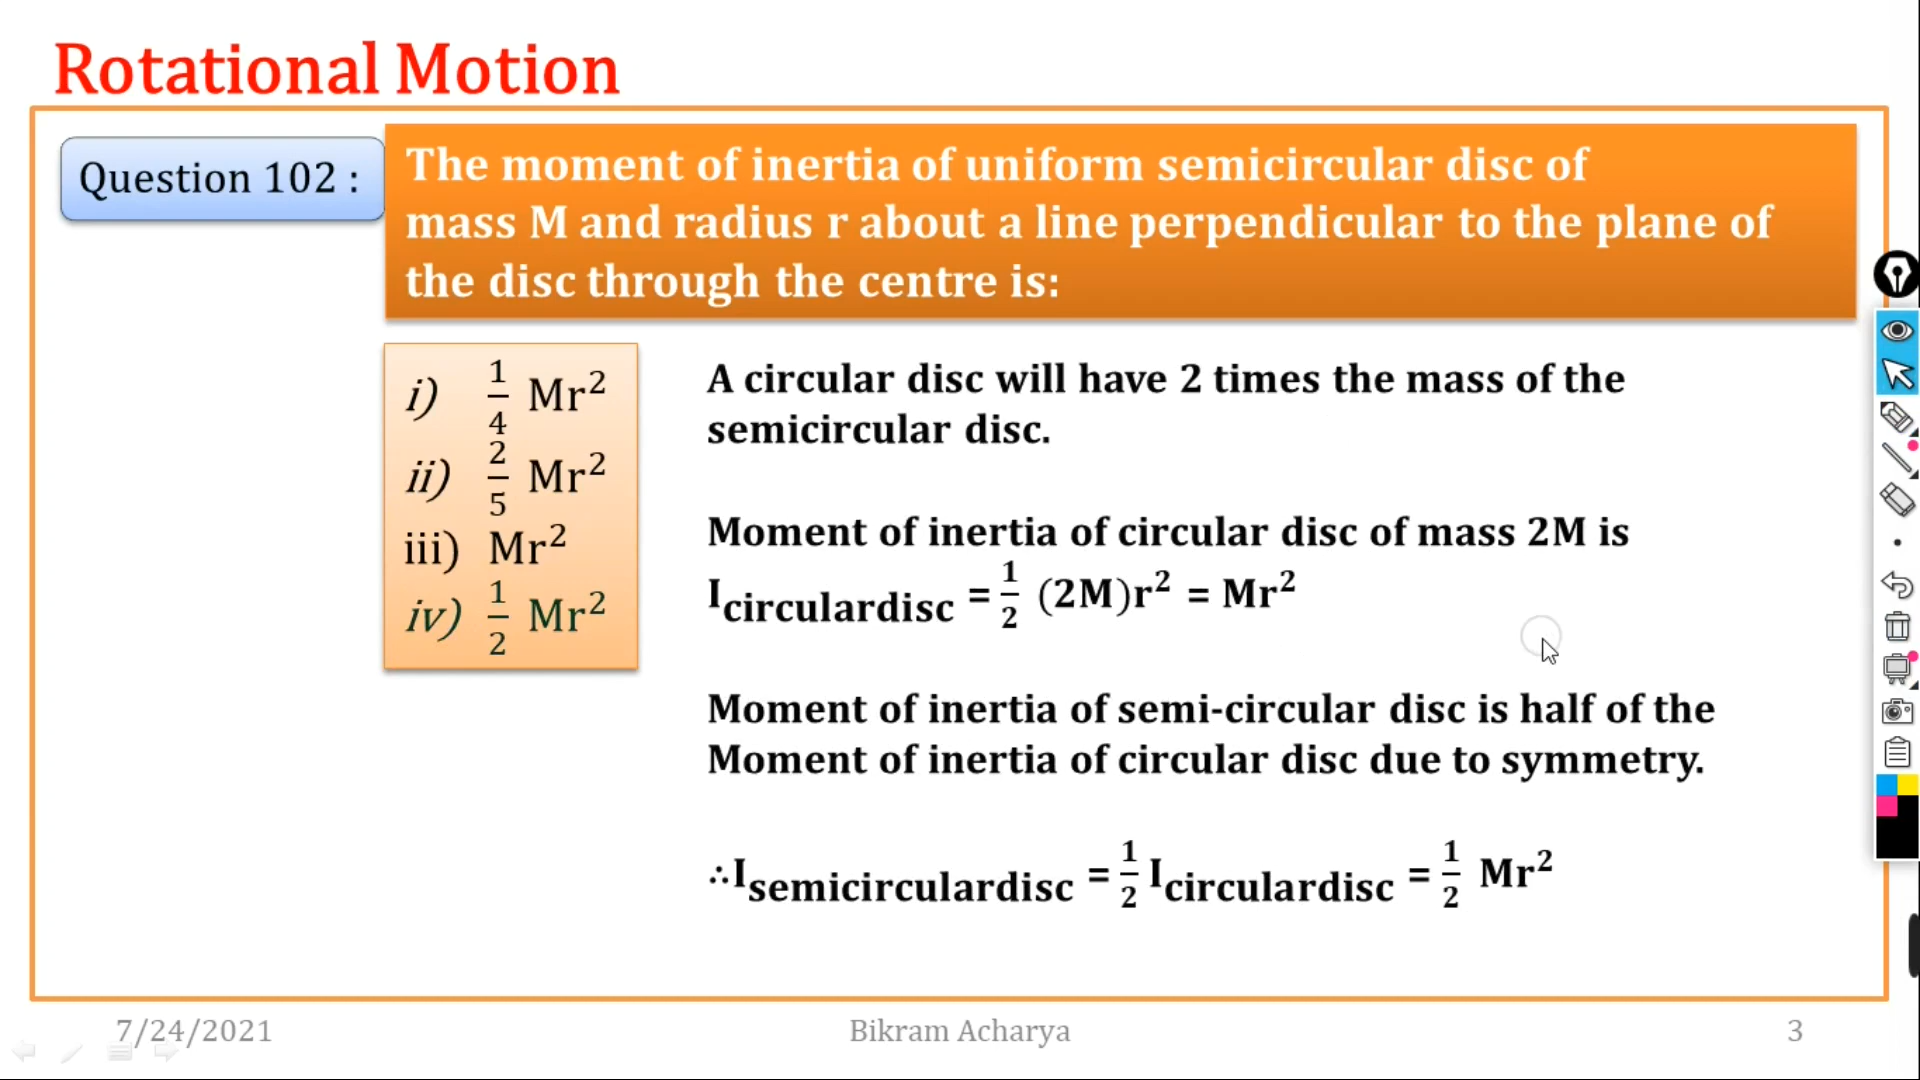 Rotational Motion
Question 102 :
The moment of inertia of uniform semicircular disc of
mass M and radius r about a line perpendicular to the plane of
the disc through the centre is:
i) 1/4 Mr²
ii) 2/5 Mr²
iii) Mr²
iv) 1/2 Mr²
A circular disc will have 2 times the mass of the
semicircular disc.
Moment of inertia of circular disc of mass 2M is
I_circulardisc = 1/2 (2M)r² = Mr²
Moment of inertia of semi-circular disc is half of the
Moment of inertia of circular disc due to symmetry.
∴I_semicirculardisc = 1/2 I_circulardisc = 1/2 Mr²
7/24/2021
Bikram Acharya
3